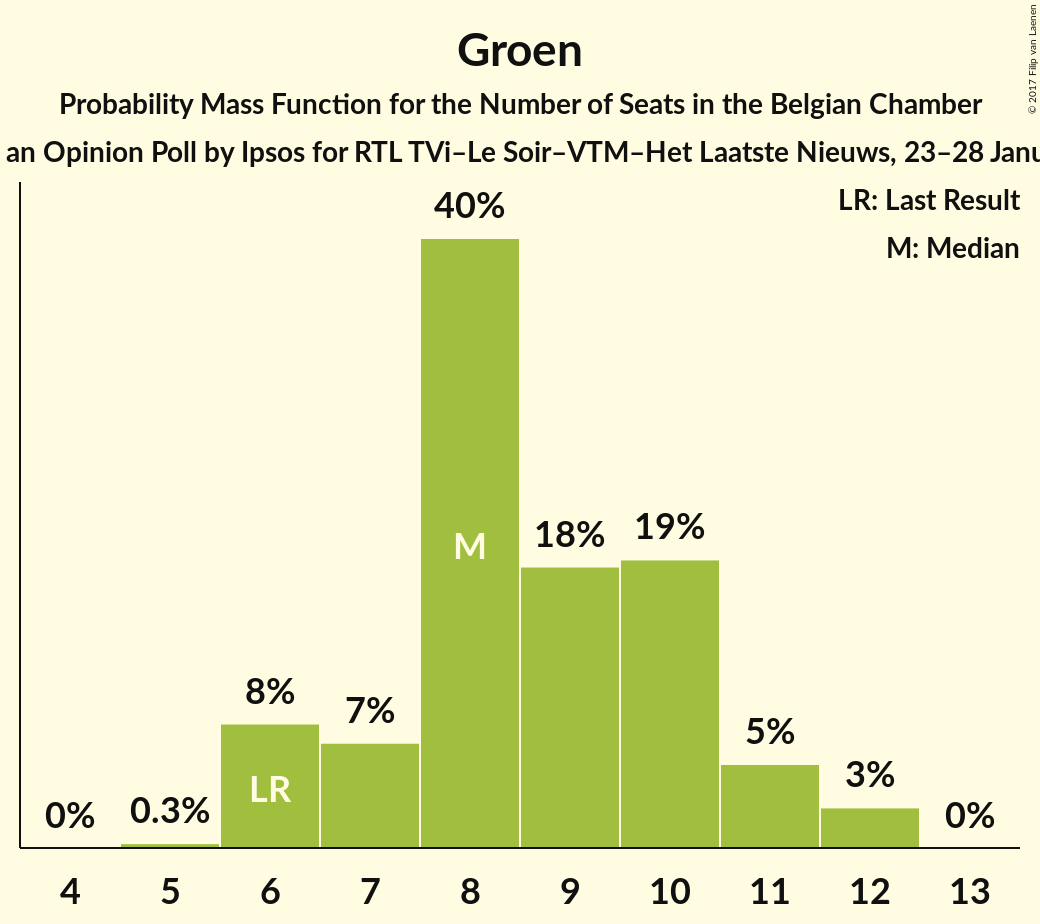 Groen
Probability Mass Function for the Number of Seats in the Belgian Chamber
an Opinion Poll by Ipsos for RTL TVi–Le Soir–VTM–Het Laatste Nieuws, 23–28
© 2017 Filip van Laenen
LR: Last Result
M: Median
40%
18%
19%
8%
7%
5%
3%
0%
0.3%
0%
M
LR
4 5 6 7 8 9 10 11 12 13